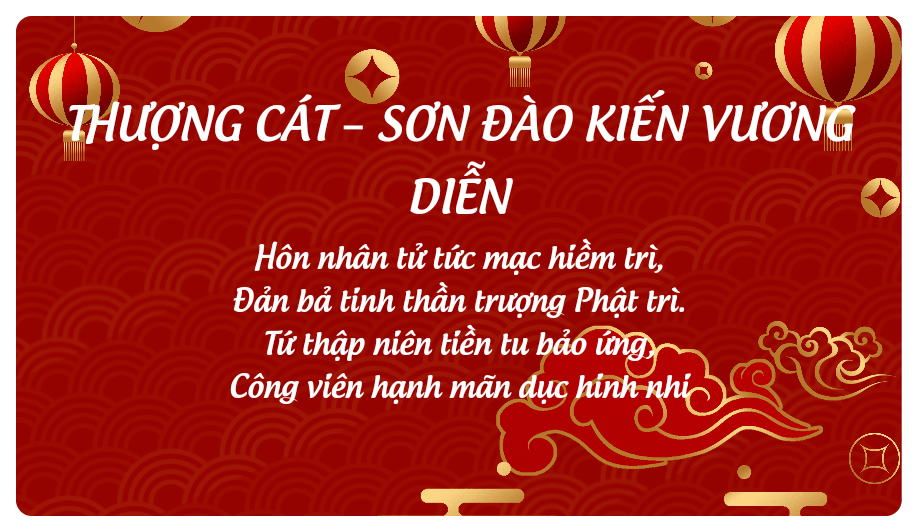 THƯỢNG CÁT – SƠN ĐÀO KIẾN VƯƠNG
DIỄN
Hôn nhân tử tức mạc hiềm trì,
Đản bả tinh thần trượng Phật trì.
Tứ thập niên tiền tu bảo ứng,
Công viên hạnh mãn dục hinh nhi